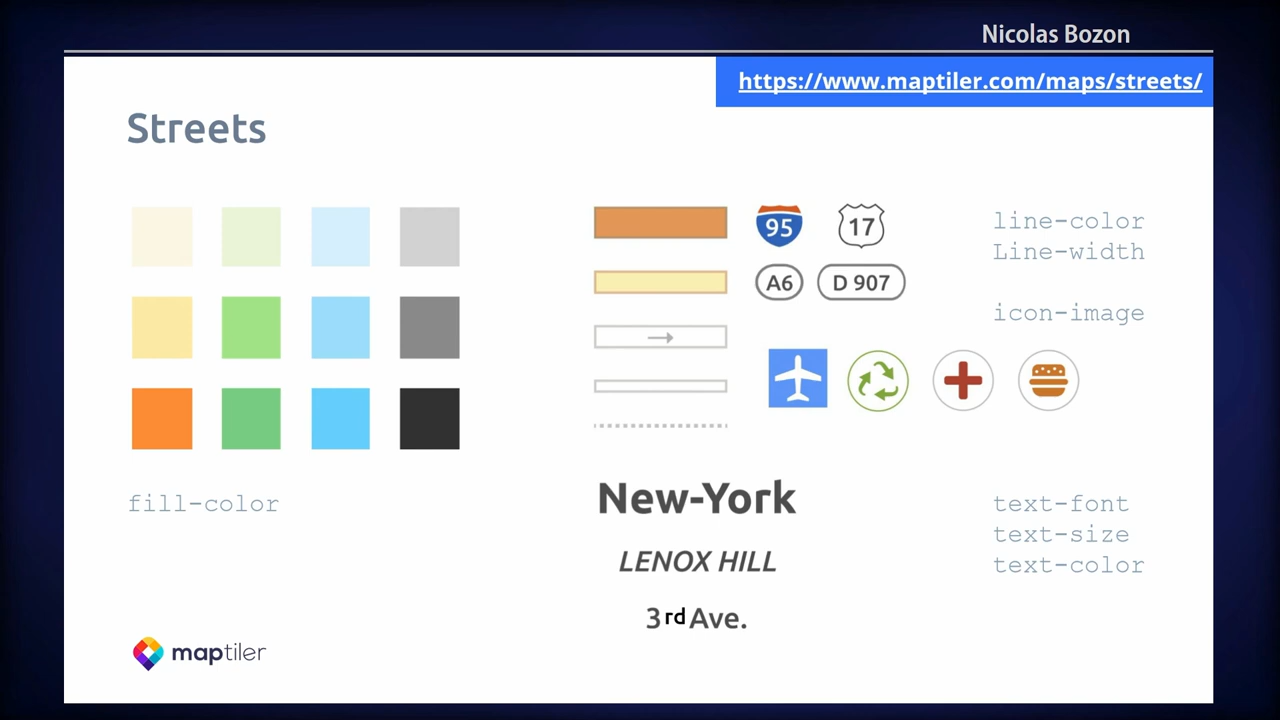 Nicolas Bozon
https://www.maptiler.com/maps/streets/
Streets
95
17
A6
D 907
line-color
Line-width
icon-image
fill-color
New-York
LENOX HILL
3rd Ave.
text-font
text-size
text-color
maptiler